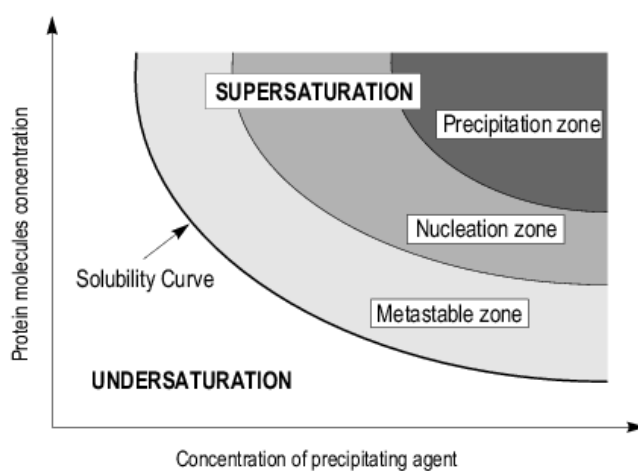 SUPERSATURATION
Precipitation zone
Nucleation zone
Solubility Curve
Metastable zone
UNDERSATURATION
Protein molecules concentration
Concentration of precipitating agent